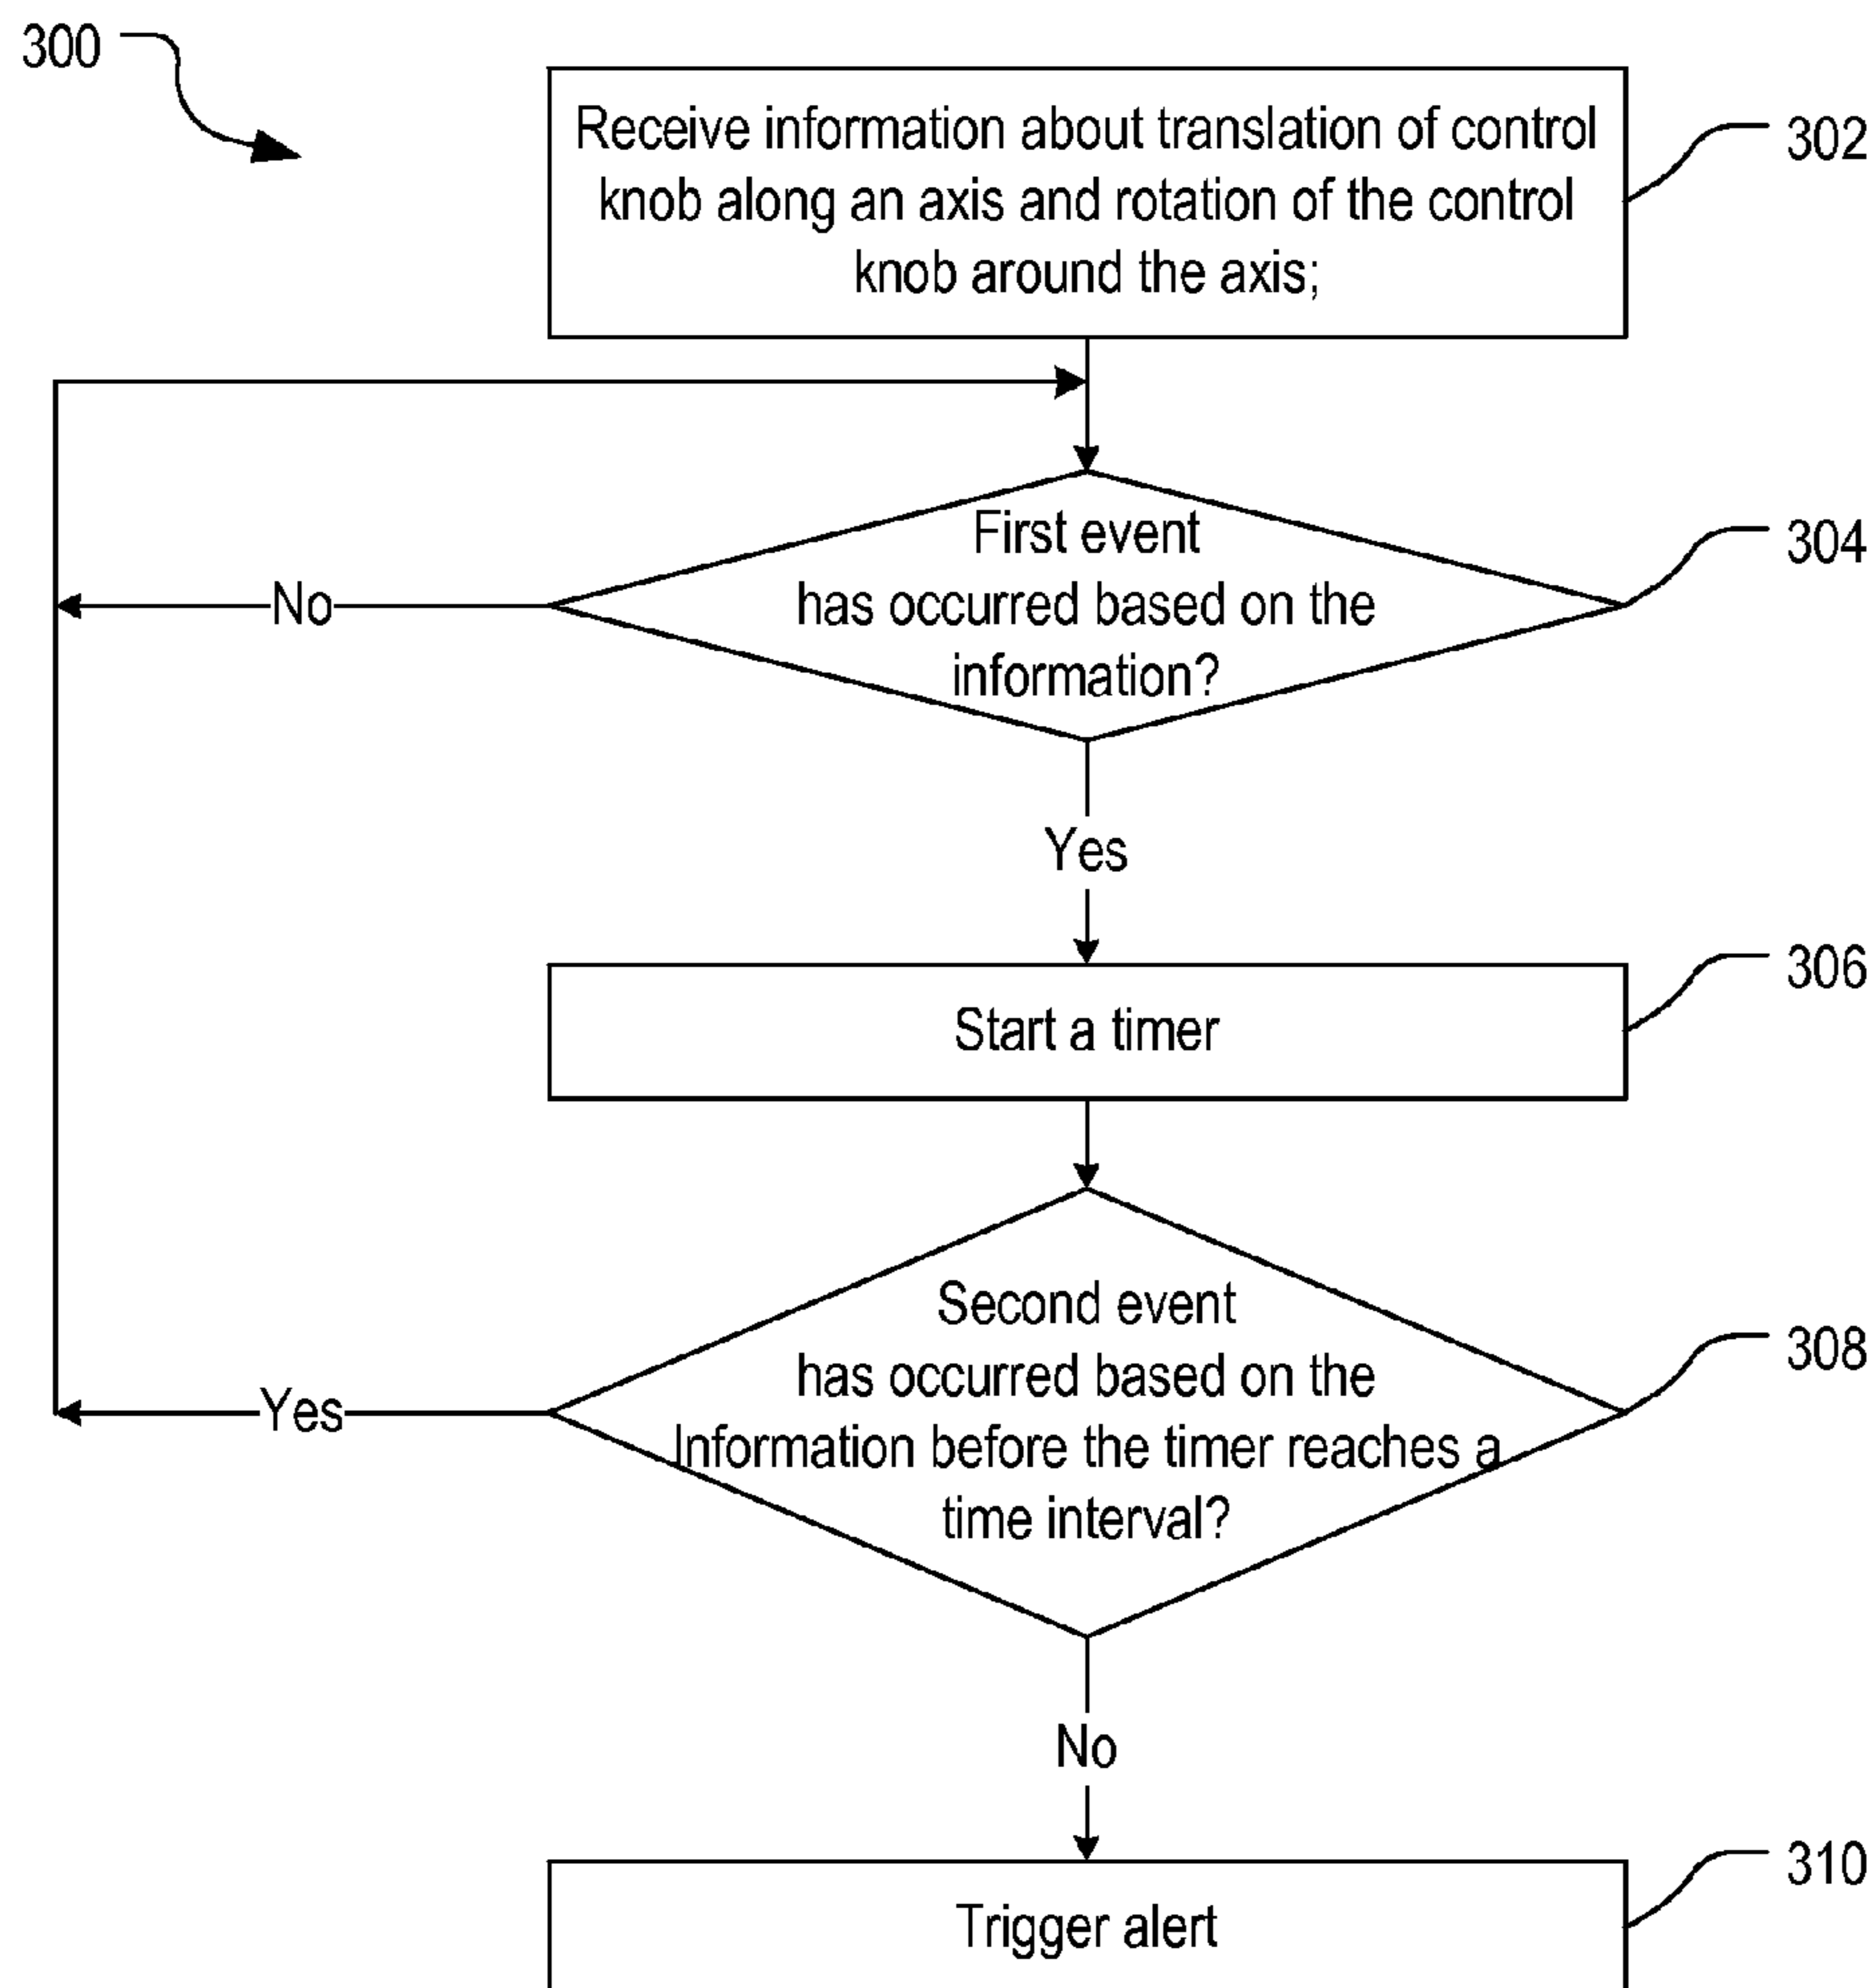 300
Receive information about translation of control
knob along an axis and rotation of the control
knob around the axis;
302
First event
has occurred based on the
information?
304
No
Yes
Start a timer
306
Second event
has occurred based on the
Information before the timer reaches a
time interval?
308
Yes
No
Trigger alert
310